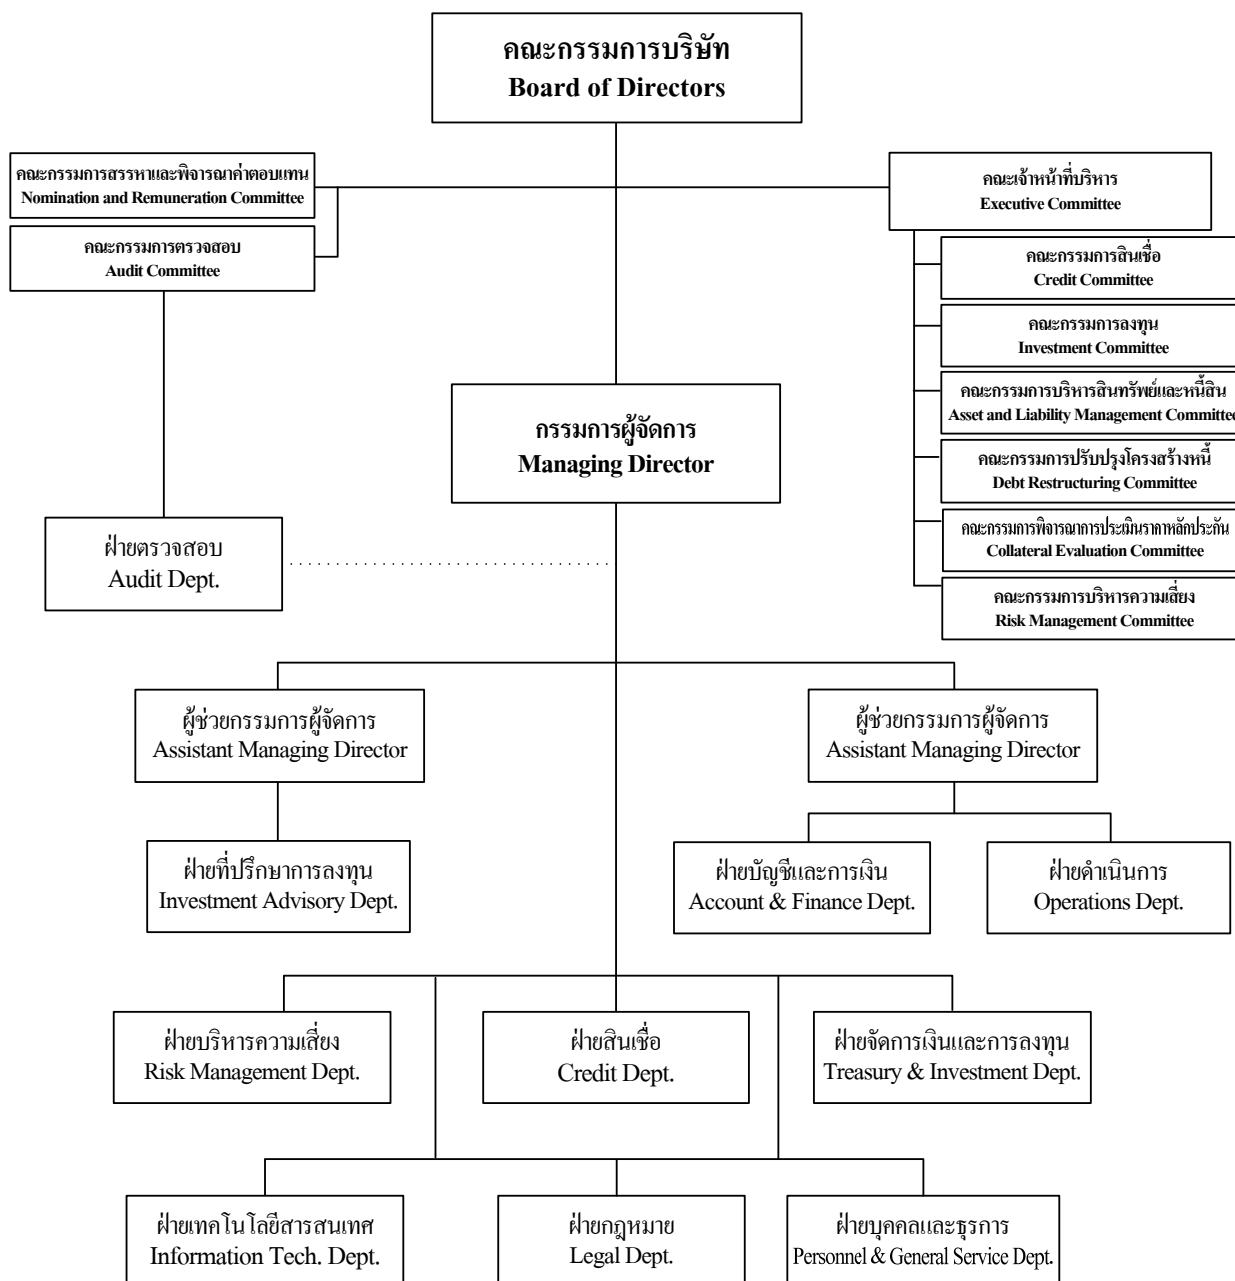 คณะกรรมการบริษัท
Board of Directors
คณะกรรมการสรรหาและพิจารณาค่าตอบแทน
Nomination and Remuneration Committee
คณะกรรมการตรวจสอบ
Audit Committee
คณะเจ้าหน้าที่บริหาร
Executive Committee
คณะกรรมการสินเชื่อ
Credit Committee
คณะกรรมการลงทุน
Investment Committee
คณะกรรมการบริหารสินทรัพย์และหนี้สิน
Asset and Liability Management Committee
คณะกรรมการปรับปรุงโครงสร้างหนี้
Debt Restructuring Committee
คณะกรรมการพิจารณาการประเมินราคาหลักประกัน
Collateral Evaluation Committee
คณะกรรมการบริหารความเสี่ยง
Risk Management Committee
กรรมการผู้จัดการ
Managing Director
ฝ่ายตรวจสอบ
Audit Dept.
ผู้ช่วยกรรมการผู้จัดการ
Assistant Managing Director
ผู้ช่วยกรรมการผู้จัดการ
Assistant Managing Director
ฝ่ายที่ปรึกษาการลงทุน
Investment Advisory Dept.
ฝ่ายบัญชีและการเงิน
Account & Finance Dept.
ฝ่ายดำเนินการ
Operations Dept.
ฝ่ายบริหารความเสี่ยง
Risk Management Dept.
ฝ่ายสินเชื่อ
Credit Dept.
ฝ่ายจัดการเงินและการลงทุน
Treasury & Investment Dept.
ฝ่ายเทคโนโลยีสารสนเทศ
Information Tech. Dept.
ฝ่ายกฎหมาย
Legal Dept.
ฝ่ายบุคคลและธุรการ
Personnel & General Service Dept.